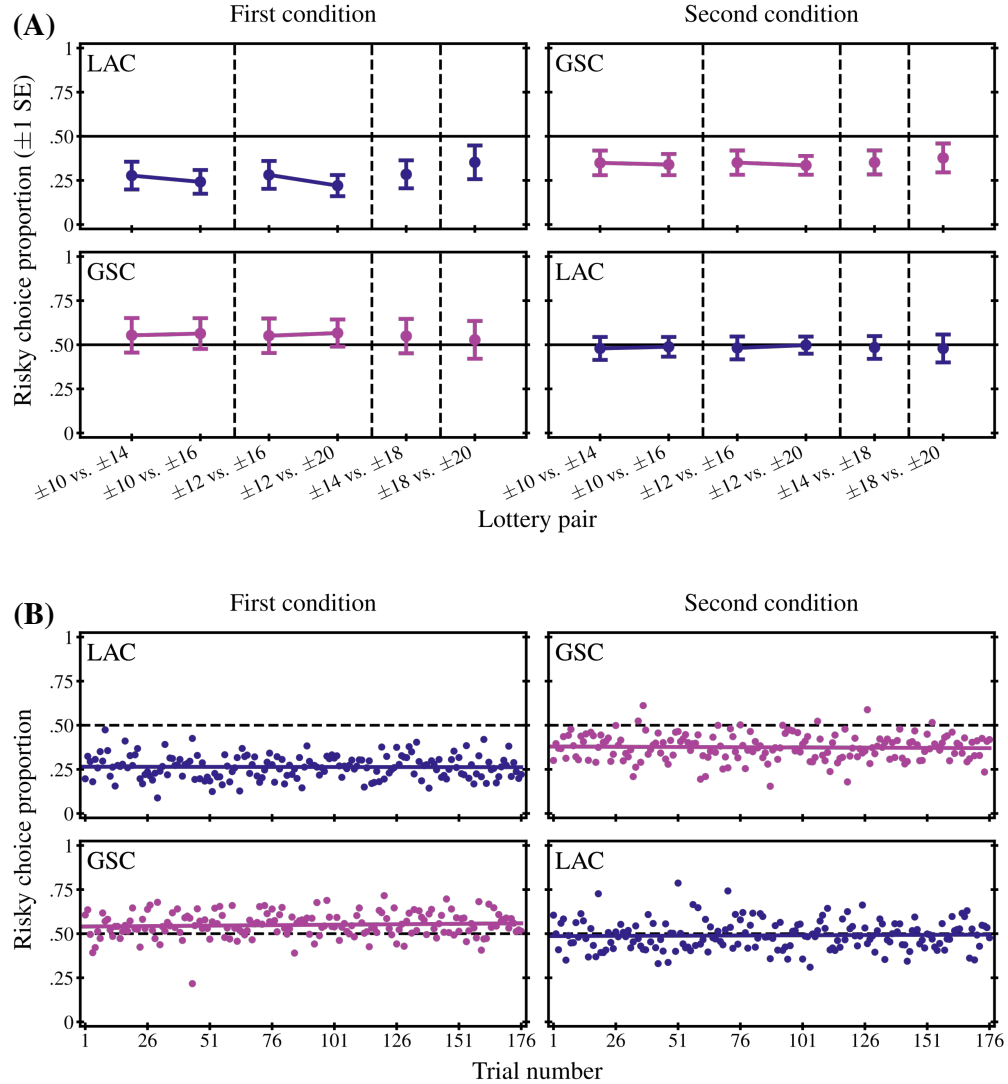 (A)
First condition
Second condition
Risky choice proportion (±1 SE)
LAC
1
.75
.50
.25
0
GSC
GSC
1
.75
.50
.25
0
LAC
±10 vs. ±14
±10 vs. ±16
±12 vs. ±16
±12 vs. ±20
±14 vs. ±18
±18 vs. ±20
±10 vs. ±14
±10 vs. ±16
±12 vs. ±16
±12 vs. ±20
±14 vs. ±18
±18 vs. ±20
Lottery pair
(B)
First condition
Second condition
Risky choice proportion
LAC
1
.75
.50
.25
0
GSC
GSC
1
.75
.50
.25
0
LAC
1 26 51 76 101 126 151 176
1 26 51 76 101 126 151 176
Trial number